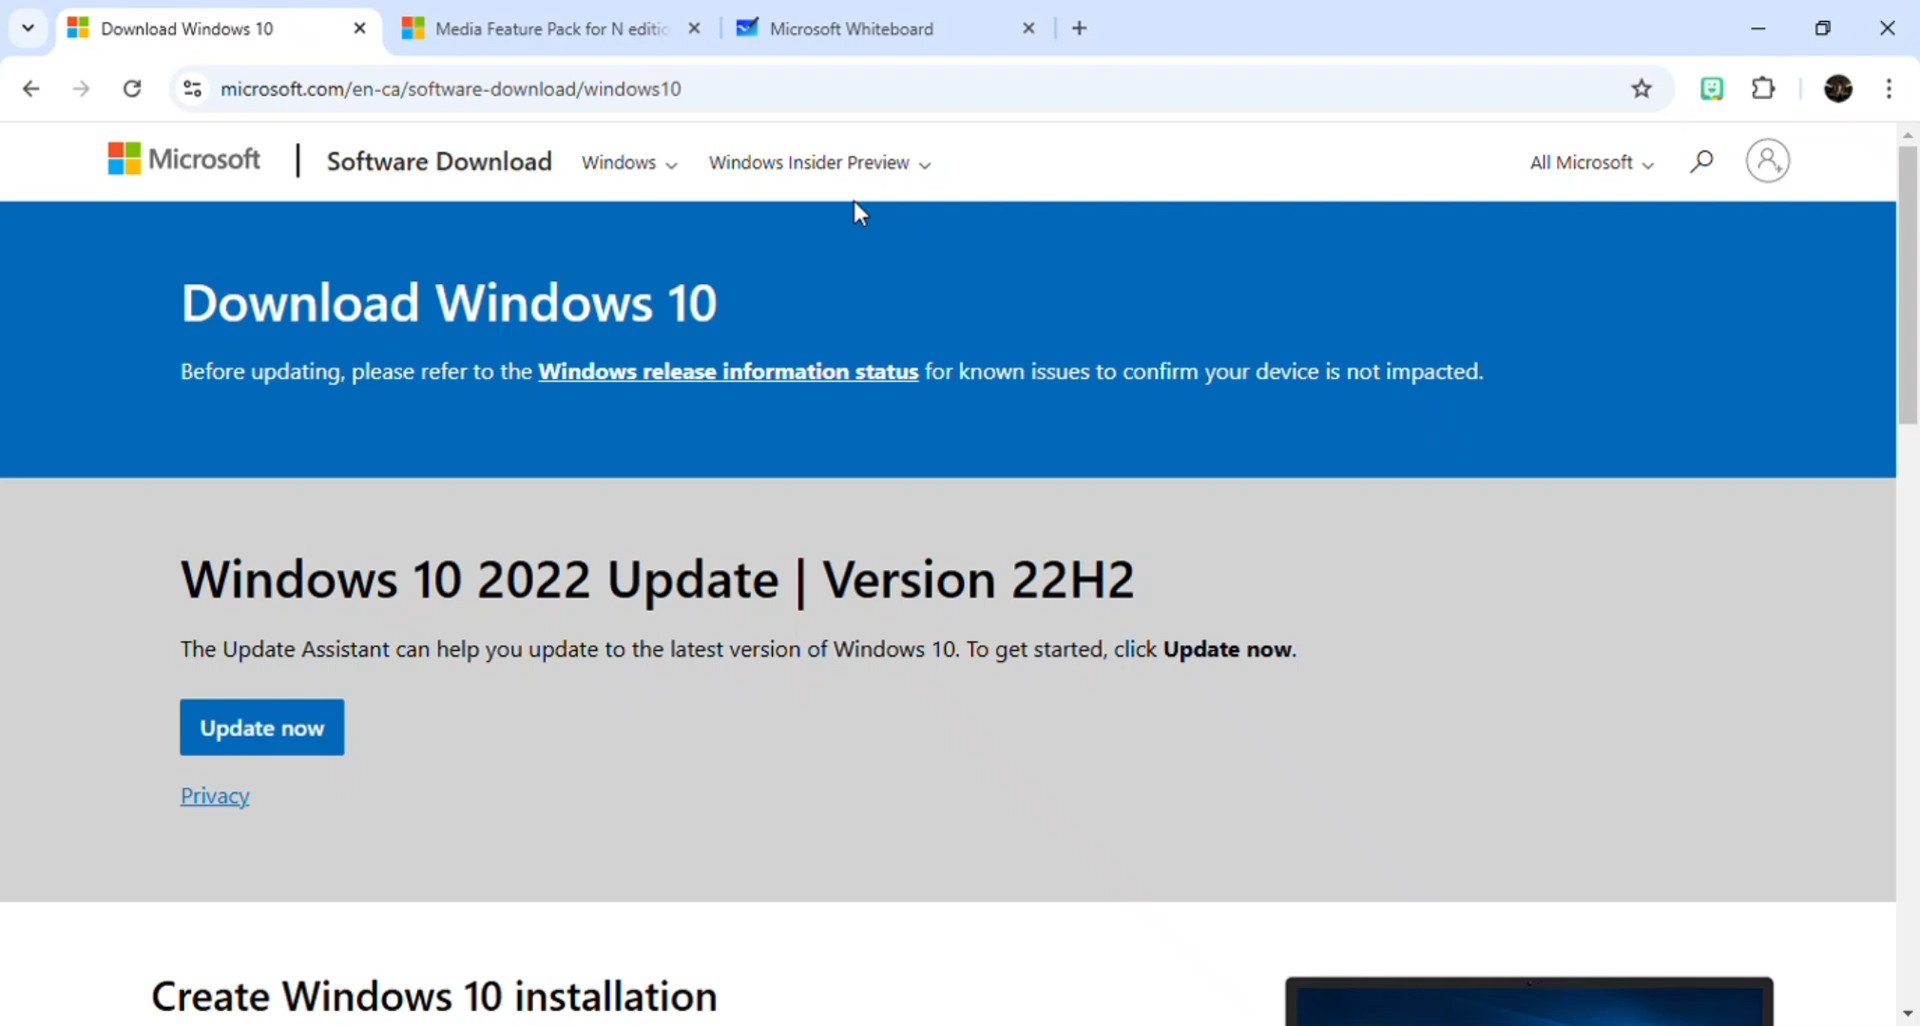 Download Windows 10
Media Feature Pack for N editic
Microsoft Whiteboard
microsoft.com/en-ca/software-download/windows10
Microsoft
Software Download
Windows
Windows Insider Preview
All Microsoft
Download Windows 10
Before updating, please refer to the Windows release information status for known issues to confirm your device is not impacted.
Windows 10 2022 Update | Version 22H2
The Update Assistant can help you update to the latest version of Windows 10. To get started, click Update now.
Update now
Privacy
Create Windows 10 installation